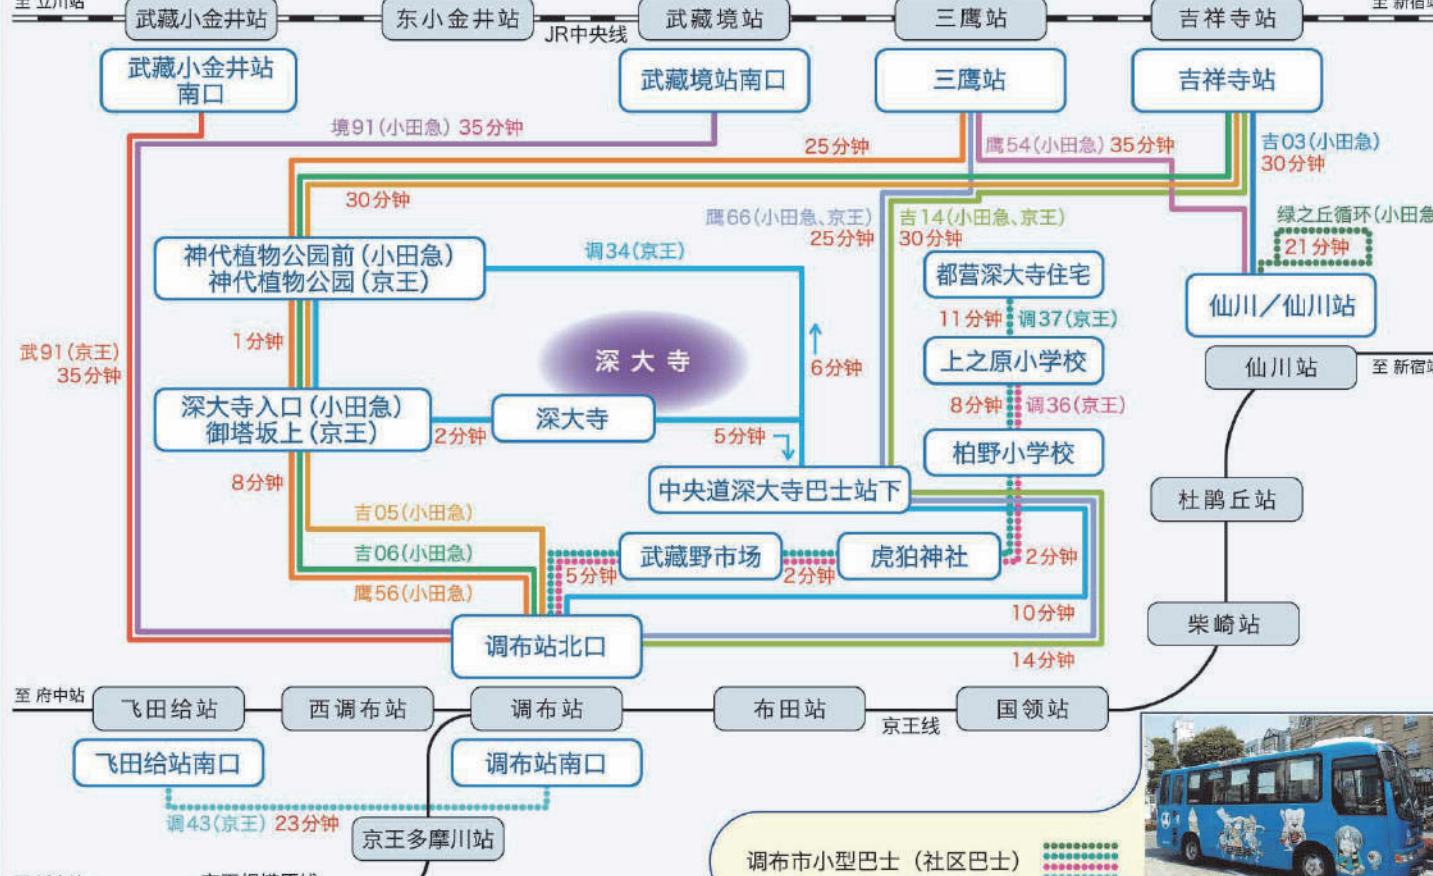 至 立川站
至 新宿站
武藏小金井站
东小金井站
武藏境站
三鹰站
吉祥寺站
JR中央线
武藏小金井站
南口
武藏境站南口
三鹰站
吉祥寺站
境91(小田急) 35分钟
25分钟
鹰54(小田急) 35分钟
吉03(小田急)
30分钟
30分钟
鹰66(小田急、京王)
25分钟
吉14(小田急、京王)
30分钟
绿之丘循环(小田急
21分钟
神代植物公园前(小田急)
神代植物公园(京王)
调34(京王)
都营深大寺住宅
仙川/仙川站
11分钟
调37(京王)
1分钟
武91(京王)
35分钟
深大寺
6分钟
上之原小学校
仙川站
至 新宿站
8分钟
调36(京王)
深大寺入口(小田急)
御塔坂上(京王)
2分钟
深大寺
5分钟
柏野小学校
8分钟
中央道深大寺巴士站下
杜鹃丘站
吉05(小田急)
吉06(小田急)
鹰56(小田急)
5分钟
武藏野市场
2分钟
虎狛神社
2分钟
10分钟
柴崎站
调布站北口
14分钟
至 府中站
飞田给站
西调布站
调布站
布田站
京王线
国领站
飞田给站南口
调布站南口
调43(京王) 23分钟
京王多摩川站
调布市小型巴士（社区巴士）